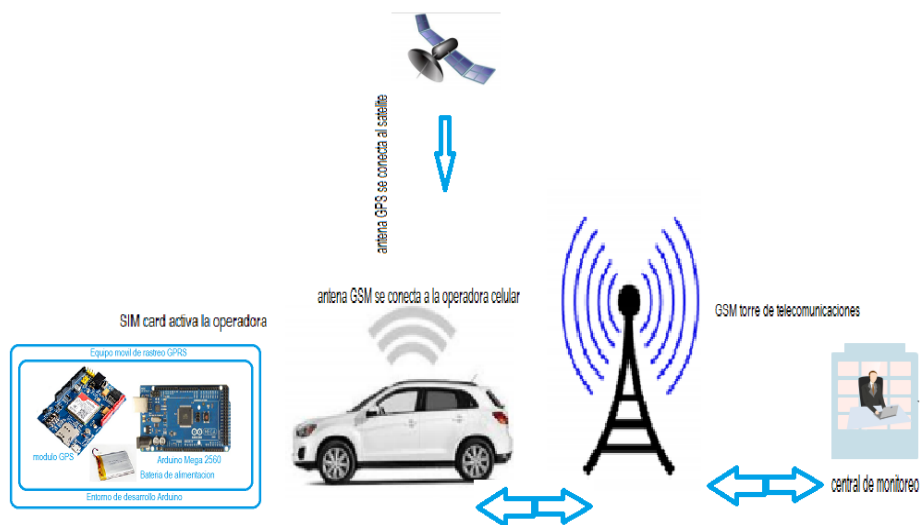 antena GPS se conecta al satelite
antena GSM se conecta a la operadora celular
SIM card activa la operadora
GSM torre de telecomunicaciones
Equipo movil de rastreo GPRS
modulo GPS
Arduino Mega 2560
Bateria de alimentacion
Entorno de desarrollo Arduino
central de monitoreo